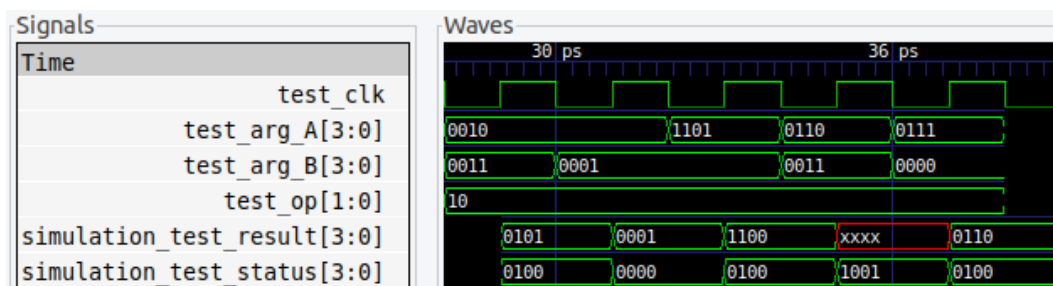 Signals
Waves
Time
30 ps 36 ps
test_clk
test_arg_A[3:0] 0010 1101 0110 0111
test_arg_B[3:0] 0011 0001 0011 0000
test_op[1:0] 10
simulation_test_result[3:0] 0101 0001 1100 xxxx 0110
simulation_test_status[3:0] 0100 0000 0100 1001 0100